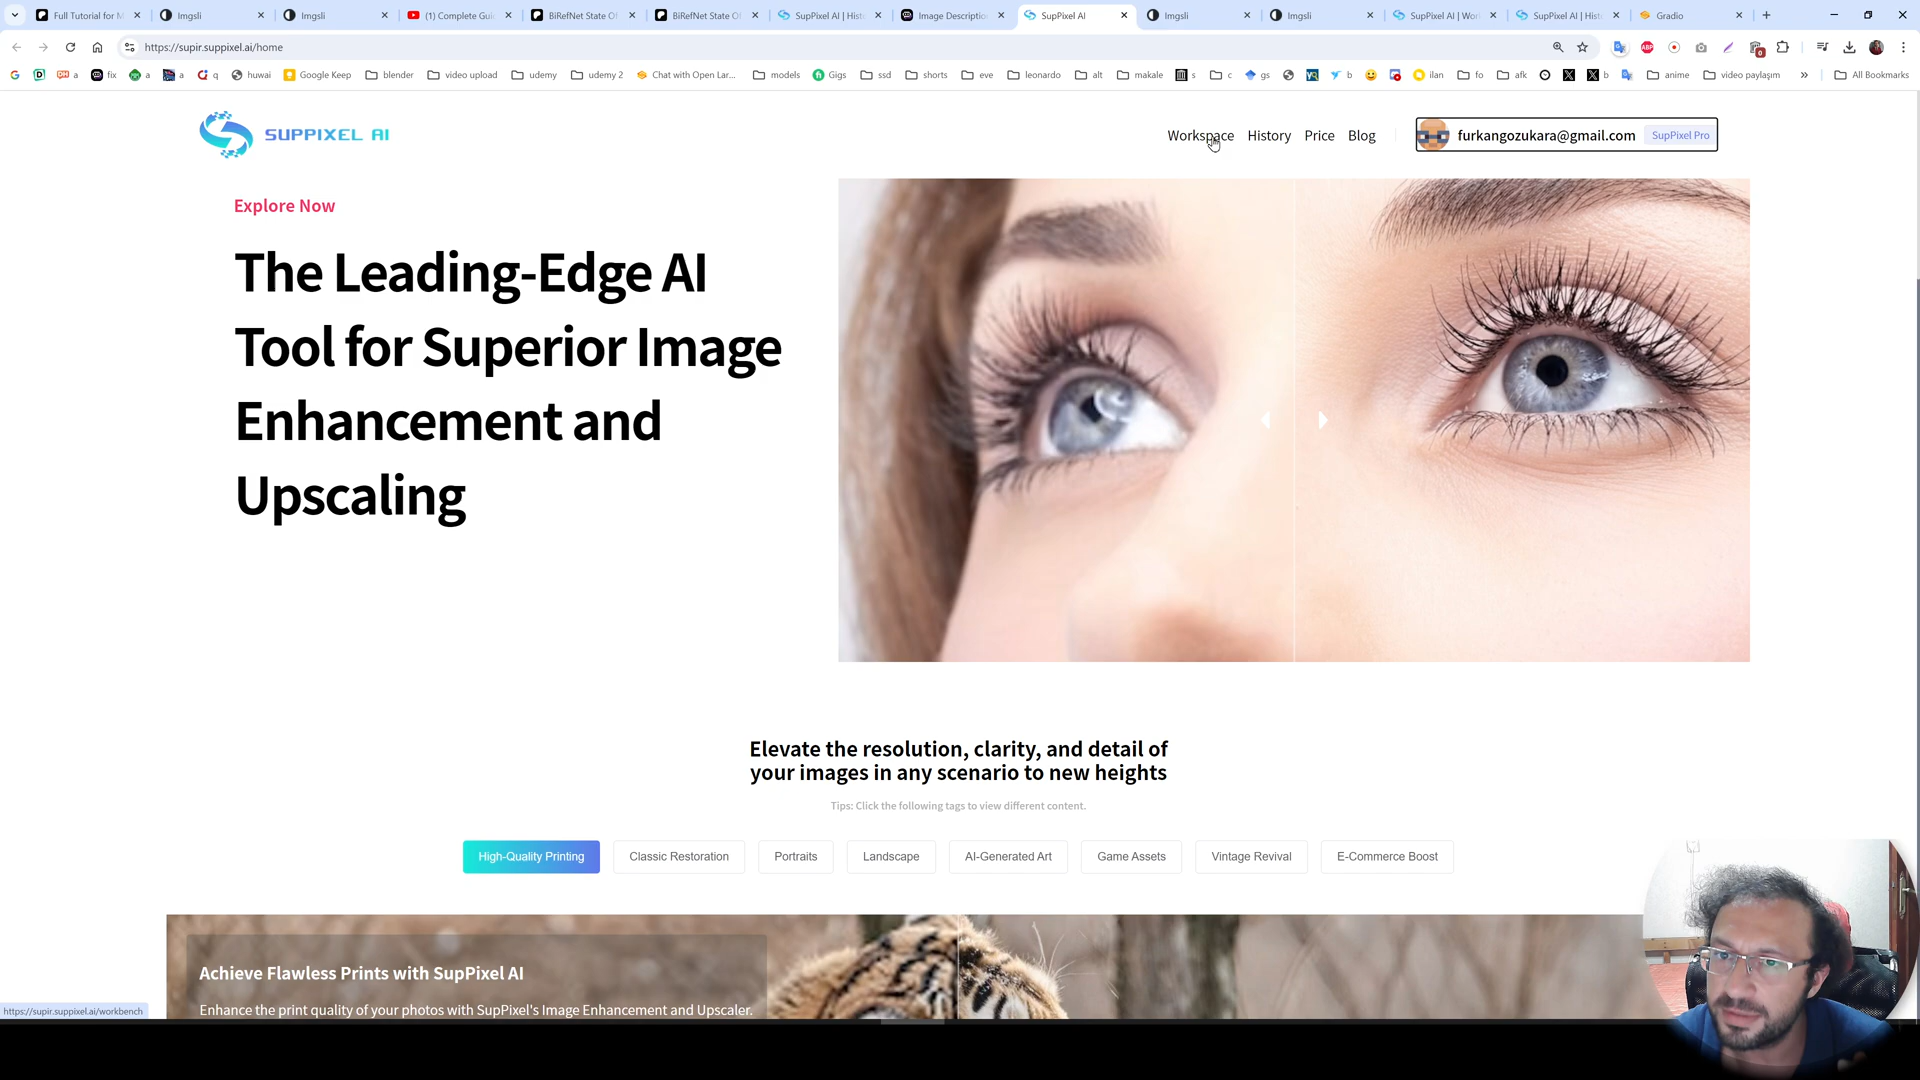 Full Tutorial for M
Imgsli
Imgsli
(1) Complete Gui
BiRefNet State Of
BiRefNet State Of
SupPixel AI | Hist
Image Description
SupPixel AI
Imgsli
Imgsli
SupPixel AI | Wor
SupPixel AI | Hist
Gradio
https://supir.suppixel.ai/home
ABP
0
a
fix
a
a
q
huwai
Google Keep
blender
video upload
udemy
udemy 2
Chat with Open Lar...
models
Gigs
ssd
shorts
eve
leonardo
alt
makale
s
c
gs
b
ilan
fo
afk
b
anime
video paylaşım
»
All Bookmarks
SUPPIXEL AI
Workspace
History
Price
Blog
furkangozukara@gmail.com
SupPixel Pro
Explore Now
The Leading-Edge AI
Tool for Superior Image
Enhancement and
Upscaling
Elevate the resolution, clarity, and detail of
your images in any scenario to new heights
Tips: Click the following tags to view different content.
High-Quality Printing
Classic Restoration
Portraits
Landscape
AI-Generated Art
Game Assets
Vintage Revival
E-Commerce Boost
Achieve Flawless Prints with SupPixel AI
Enhance the print quality of your photos with SupPixel's Image Enhancement and Upscaler.
https://supir.suppixel.ai/workbench